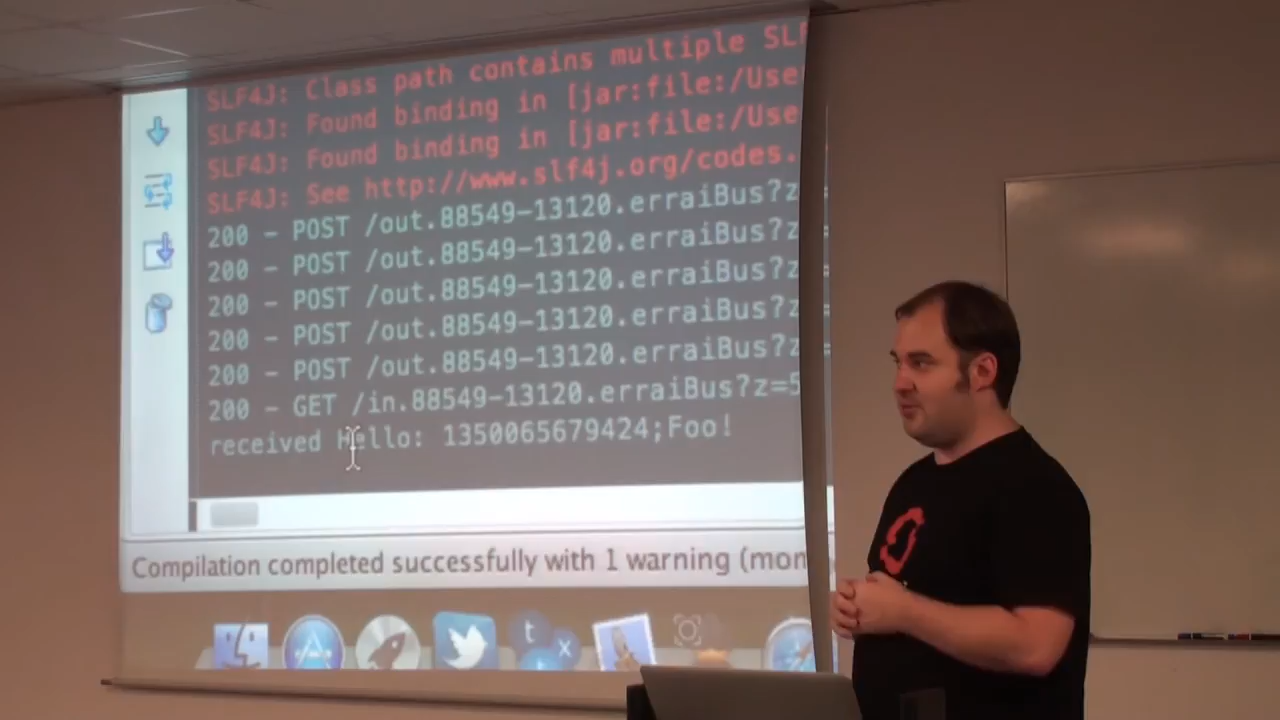 SLF4J: Class path contains multiple SLF
SLF4J: Found binding in [jar:file:/Use
SLF4J: Found binding in [jar:file:/Use
SLF4J: See http://www.slf4j.org/codes.
200 - POST /out.88549-13120.erraiBus?z=
200 - POST /out.88549-13120.erraiBus?z=
200 - POST /out.88549-13120.erraiBus?z=
200 - POST /out.88549-13120.erraiBus?z=
200 - POST /out.88549-13120.erraiBus?z=
200 - GET /in.88549-13120.erraiBus?z=5
received Hello: 1350065679424;Foo!
Compilation completed successfully with 1 warning (mon
t
x